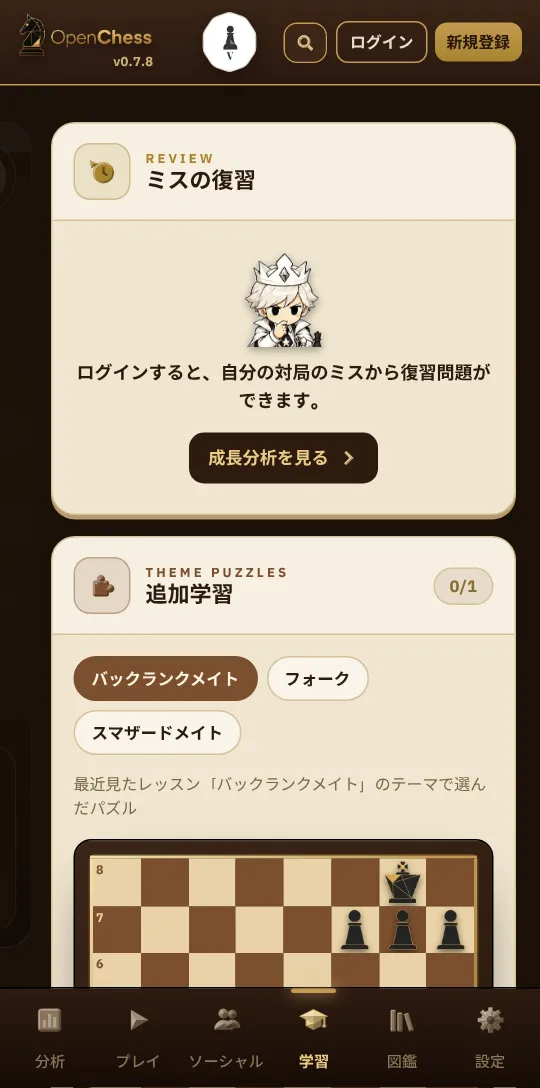 OpenChess
v0.7.8
V
ログイン
新規登録
REVIEW
ミスの復習
ログインすると、自分の対局のミスから復習問題が
できます。
成長分析を見る
THEME PUZZLES
追加学習
0/1
バックランクメイト
フォーク
スマザードメイト
最近見たレッスン「バックランクメイト」のテーマで選ん
だパズル
8
7
6
分析
プレイ
ソーシャル
学習
図鑑
設定